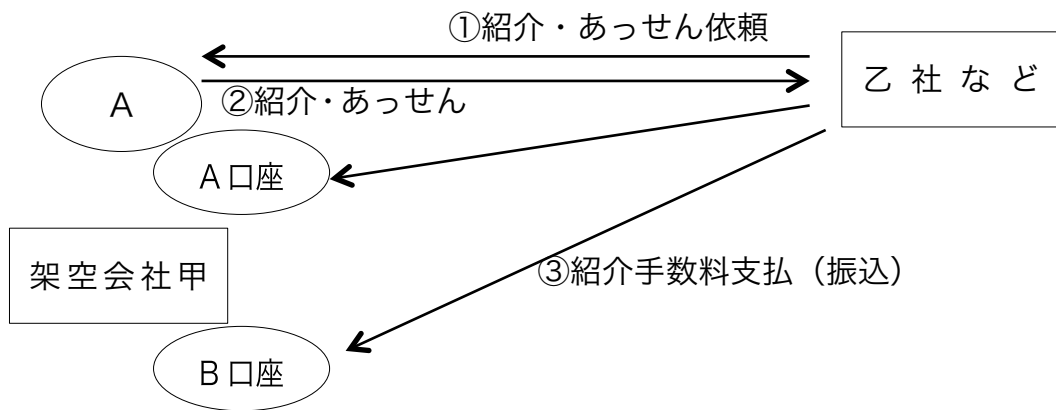 ①紹介・あっせん依頼
乙社など
A
②紹介・あっせん
A口座
架空会社甲
③紹介手数料支払（振込）
B口座